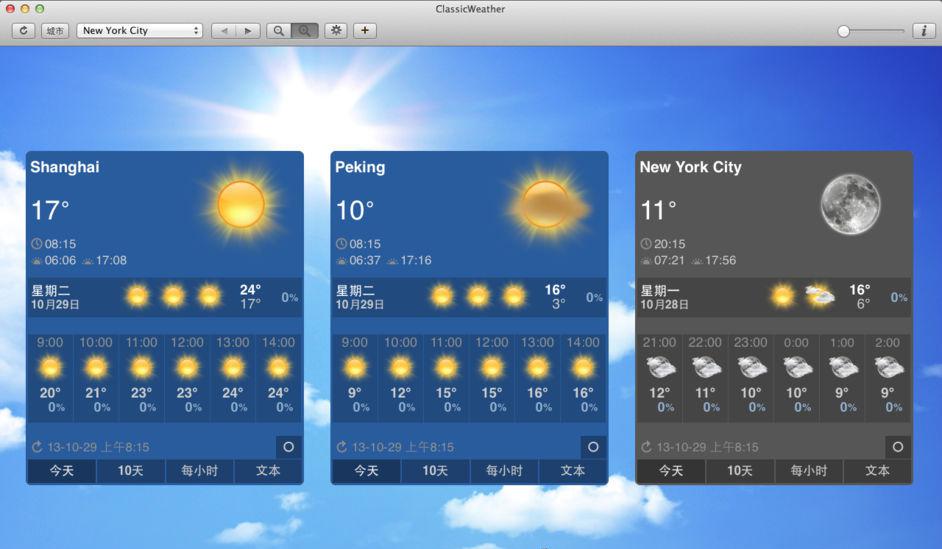 ClassicWeather
城市 New York City
Shanghai
17°
08:15
06:06 17:08
星期二 24°
10月29日 17° 0%
9:00 10:00 11:00 12:00 13:00 14:00
20° 21° 23° 23° 24° 24°
0% 0% 0% 0% 0% 0%
13-10-29 上午8:15
今天 10天 每小时 文本
Peking
10°
08:15
06:37 17:16
星期二 16°
10月29日 3° 0%
9:00 10:00 11:00 12:00 13:00 14:00
9° 12° 15° 15° 16° 16°
0% 0% 0% 0% 0% 0%
13-10-29 上午8:15
今天 10天 每小时 文本
New York City
11°
20:15
07:21 17:56
星期一 16°
10月28日 6° 0%
21:00 22:00 23:00 0:00 1:00 2:00
12° 11° 10° 10° 9° 9°
0% 0% 0% 0% 0% 0%
13-10-29 上午8:15
今天 10天 每小时 文本